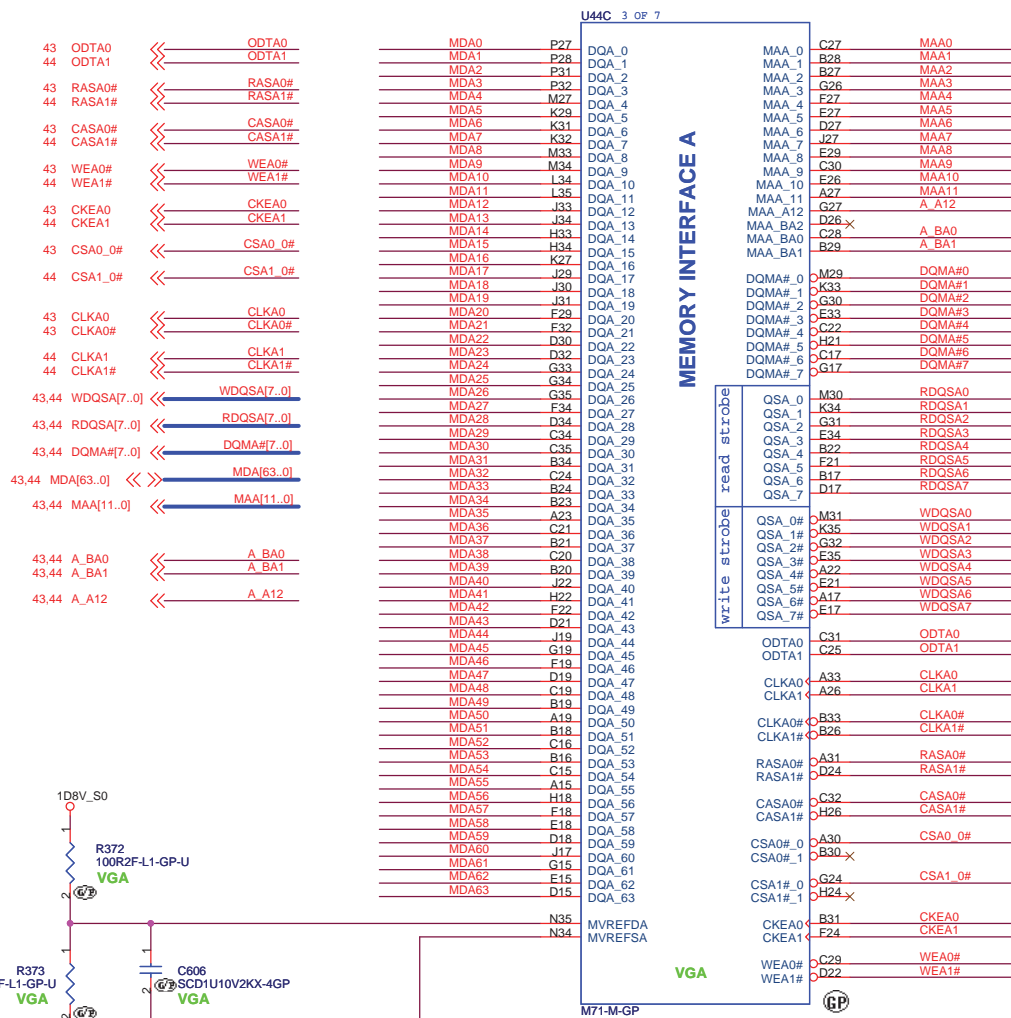 U44C 3 OF 7
43 ODTA0 ODTA0
44 ODTA1 ODTA1
43 RASA0# RASA0#
44 RASA1# RASA1#
43 CASA0# CASA0#
44 CASA1# CASA1#
43 WEA0# WEA0#
44 WEA1# WEA1#
43 CKEA0 CKEA0
44 CKEA1 CKEA1
43 CSA0_0# CSA0_0#
44 CSA1_0# CSA1_0#
43 CLKA0 CLKA0
43 CLKA0# CLKA0#
44 CLKA1 CLKA1
44 CLKA1# CLKA1#
43,44 WDQSA[7..0] WDQSA[7..0]
43,44 RDQSA[7..0] RDQSA[7..0]
43,44 DQMA#[7..0] DQMA#[7..0]
43,44 MDA[63..0] MDA[63..0]
43,44 MAA[11..0] MAA[11..0]
43,44 A_BA0 A_BA0
43,44 A_BA1 A_BA1
43,44 A_A12 A_A12
MDA0 P27 DQA_0
MDA1 P28 DQA_1
MDA2 P31 DQA_2
MDA3 P32 DQA_3
MDA4 M27 DQA_4
MDA5 K29 DQA_5
MDA6 K31 DQA_6
MDA7 K32 DQA_7
MDA8 M33 DQA_8
MDA9 M34 DQA_9
MDA10 L34 DQA_10
MDA11 L35 DQA_11
MDA12 J33 DQA_12
MDA13 J34 DQA_13
MDA14 H33 DQA_14
MDA15 H34 DQA_15
MDA16 K27 DQA_16
MDA17 J29 DQA_17
MDA18 J30 DQA_18
MDA19 J31 DQA_19
MDA20 F29 DQA_20
MDA21 F32 DQA_21
MDA22 D30 DQA_22
MDA23 D32 DQA_23
MDA24 G33 DQA_24
MDA25 G34 DQA_25
MDA26 G35 DQA_26
MDA27 F34 DQA_27
MDA28 D34 DQA_28
MDA29 C34 DQA_29
MDA30 C35 DQA_30
MDA31 B34 DQA_31
MDA32 C24 DQA_32
MDA33 B24 DQA_33
MDA34 B23 DQA_34
MDA35 A23 DQA_35
MDA36 C21 DQA_36
MDA37 B21 DQA_37
MDA38 C20 DQA_38
MDA39 B20 DQA_39
MDA40 J22 DQA_40
MDA41 H22 DQA_41
MDA42 F22 DQA_42
MDA43 D21 DQA_43
MDA44 J19 DQA_44
MDA45 G19 DQA_45
MDA46 F19 DQA_46
MDA47 D19 DQA_47
MDA48 C19 DQA_48
MDA49 B19 DQA_49
MDA50 A19 DQA_50
MDA51 B18 DQA_51
MDA52 C16 DQA_52
MDA53 B16 DQA_53
MDA54 C15 DQA_54
MDA55 A15 DQA_55
MDA56 H18 DQA_56
MDA57 F18 DQA_57
MDA58 E18 DQA_58
MDA59 D18 DQA_59
MDA60 J17 DQA_60
MDA61 G15 DQA_61
MDA62 E15 DQA_62
MDA63 D15 DQA_63
N35 MVREFDA
N34 MVREFSA
MEMORY INTERFACE A
MAA_0 C27 MAA0
MAA_1 B28 MAA1
MAA_2 B27 MAA2
MAA_3 G26 MAA3
MAA_4 F27 MAA4
MAA_5 E27 MAA5
MAA_6 D27 MAA6
MAA_7 J27 MAA7
MAA_8 E29 MAA8
MAA_9 C30 MAA9
MAA_10 E26 MAA10
MAA_11 A27 MAA11
MAA_A12 G27 A_A12
MAA_BA2 D26
MAA_BA0 C28 A_BA0
MAA_BA1 B29 A_BA1
DQMA#_0 M29 DQMA#0
DQMA#_1 K33 DQMA#1
DQMA#_2 G30 DQMA#2
DQMA#_3 E33 DQMA#3
DQMA#_4 C22 DQMA#4
DQMA#_5 H21 DQMA#5
DQMA#_6 C17 DQMA#6
DQMA#_7 G17 DQMA#7
read strobe
QSA_0 M30 RDQSA0
QSA_1 K34 RDQSA1
QSA_2 G31 RDQSA2
QSA_3 E34 RDQSA3
QSA_4 B22 RDQSA4
QSA_5 F21 RDQSA5
QSA_6 B17 RDQSA6
QSA_7 D17 RDQSA7
write strobe
QSA_0# M31 WDQSA0
QSA_1# K35 WDQSA1
QSA_2# G32 WDQSA2
QSA_3# E35 WDQSA3
QSA_4# A22 WDQSA4
QSA_5# E21 WDQSA5
QSA_6# A17 WDQSA6
QSA_7# E17 WDQSA7
ODTA0 C31 ODTA0
ODTA1 C25 ODTA1
CLKA0 A33 CLKA0
CLKA1 A26 CLKA1
CLKA0# B33 CLKA0#
CLKA1# B26 CLKA1#
RASA0# A31 RASA0#
RASA1# D24 RASA1#
CASA0# C32 CASA0#
CASA1# H26 CASA1#
CSA0#_0 A30 CSA0_0#
CSA0#_1 B30
CSA1#_0 G24 CSA1_0#
CSA1#_1 H24
CKEA0 B31 CKEA0
CKEA1 F24 CKEA1
WEA0# C29 WEA0#
WEA1# D22 WEA1#
VGA
GP
M71-M-GP
1D8V_S0
1
R372
100R2F-L1-GP-U
VGA
2 G/P
1
R373
F-L1-GP-U
VGA
2 G/P
1
C606
SCD1U10V2KX-4GP
VGA
2 G/P